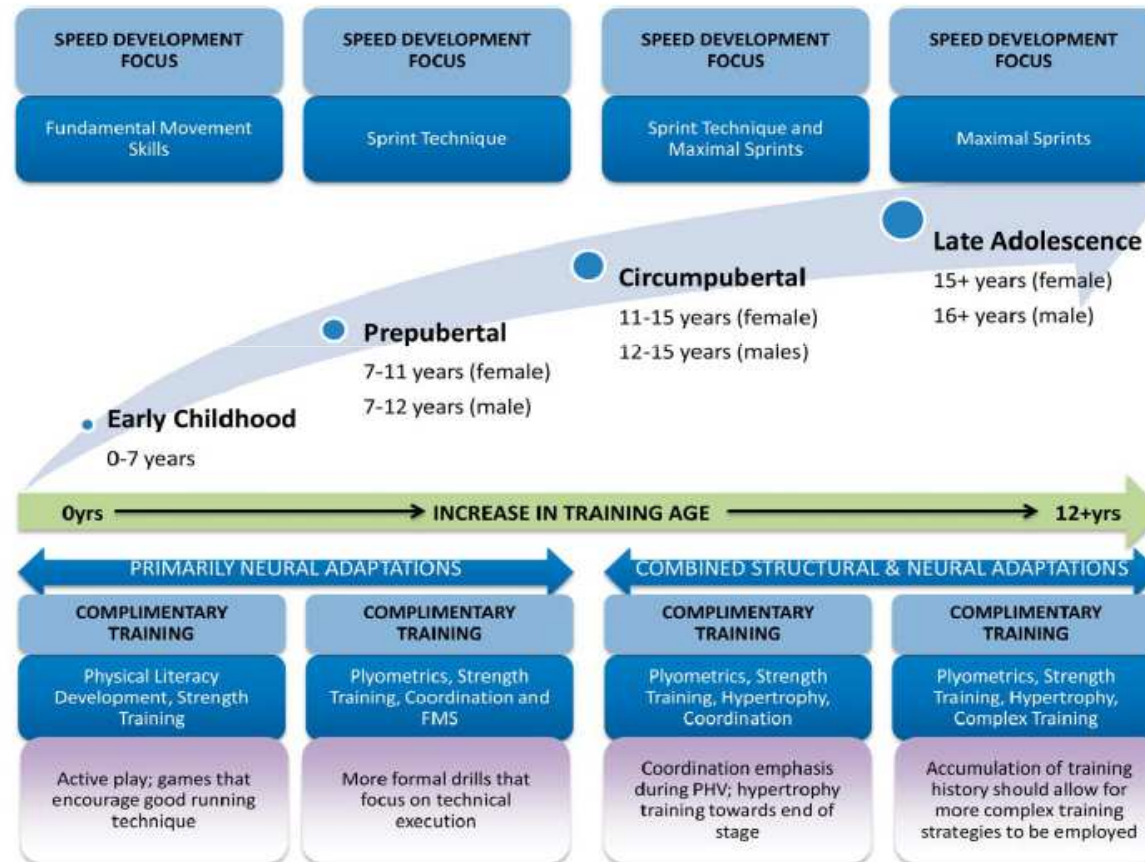 SPEED DEVELOPMENT
FOCUS
Fundamental Movement
Skills
SPEED DEVELOPMENT
FOCUS
Sprint Technique
SPEED DEVELOPMENT
FOCUS
Sprint Technique and
Maximal Sprints
SPEED DEVELOPMENT
FOCUS
Maximal Sprints
Early Childhood
0-7 years
Prepubertal
7-11 years (female)
7-12 years (male)
Circumpubertal
11-15 years (female)
12-15 years (males)
Late Adolescence
15+ years (female)
16+ years (male)
0yrs INCREASE IN TRAINING AGE 12+yrs
PRIMARILY NEURAL ADAPTATIONS
COMBINED STRUCTURAL & NEURAL ADAPTATIONS
COMPLIMENTARY
TRAINING
Physical Literacy
Development, Strength
Training
Active play; games that
encourage good running
technique
COMPLIMENTARY
TRAINING
Plyometrics, Strength
Training, Coordination and
FMS
More formal drills that
focus on technical
execution
COMPLIMENTARY
TRAINING
Plyometrics, Strength
Training, Hypertrophy,
Coordination
Coordination emphasis
during PHV; hypertrophy
training towards end of
stage
COMPLIMENTARY
TRAINING
Plyometrics, Strength
Training, Hypertrophy,
Complex Training
Accumulation of training
history should allow for
more complex training
strategies to be employed